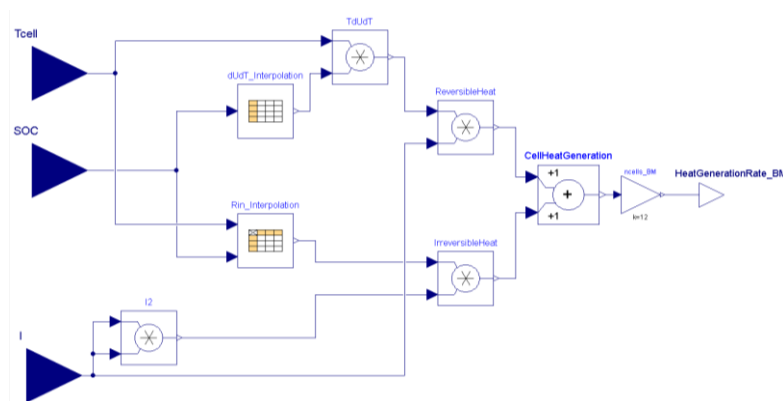 TdUdT
Tcell
dUdT_Interpolation
ReversibleHeat
SOC
CellHeatGeneration
+1
ncells_BM
HeatGenerationRate_BM
+
Rin_Interpolation
+1
k=12
IrreversibleHeat
I2
I